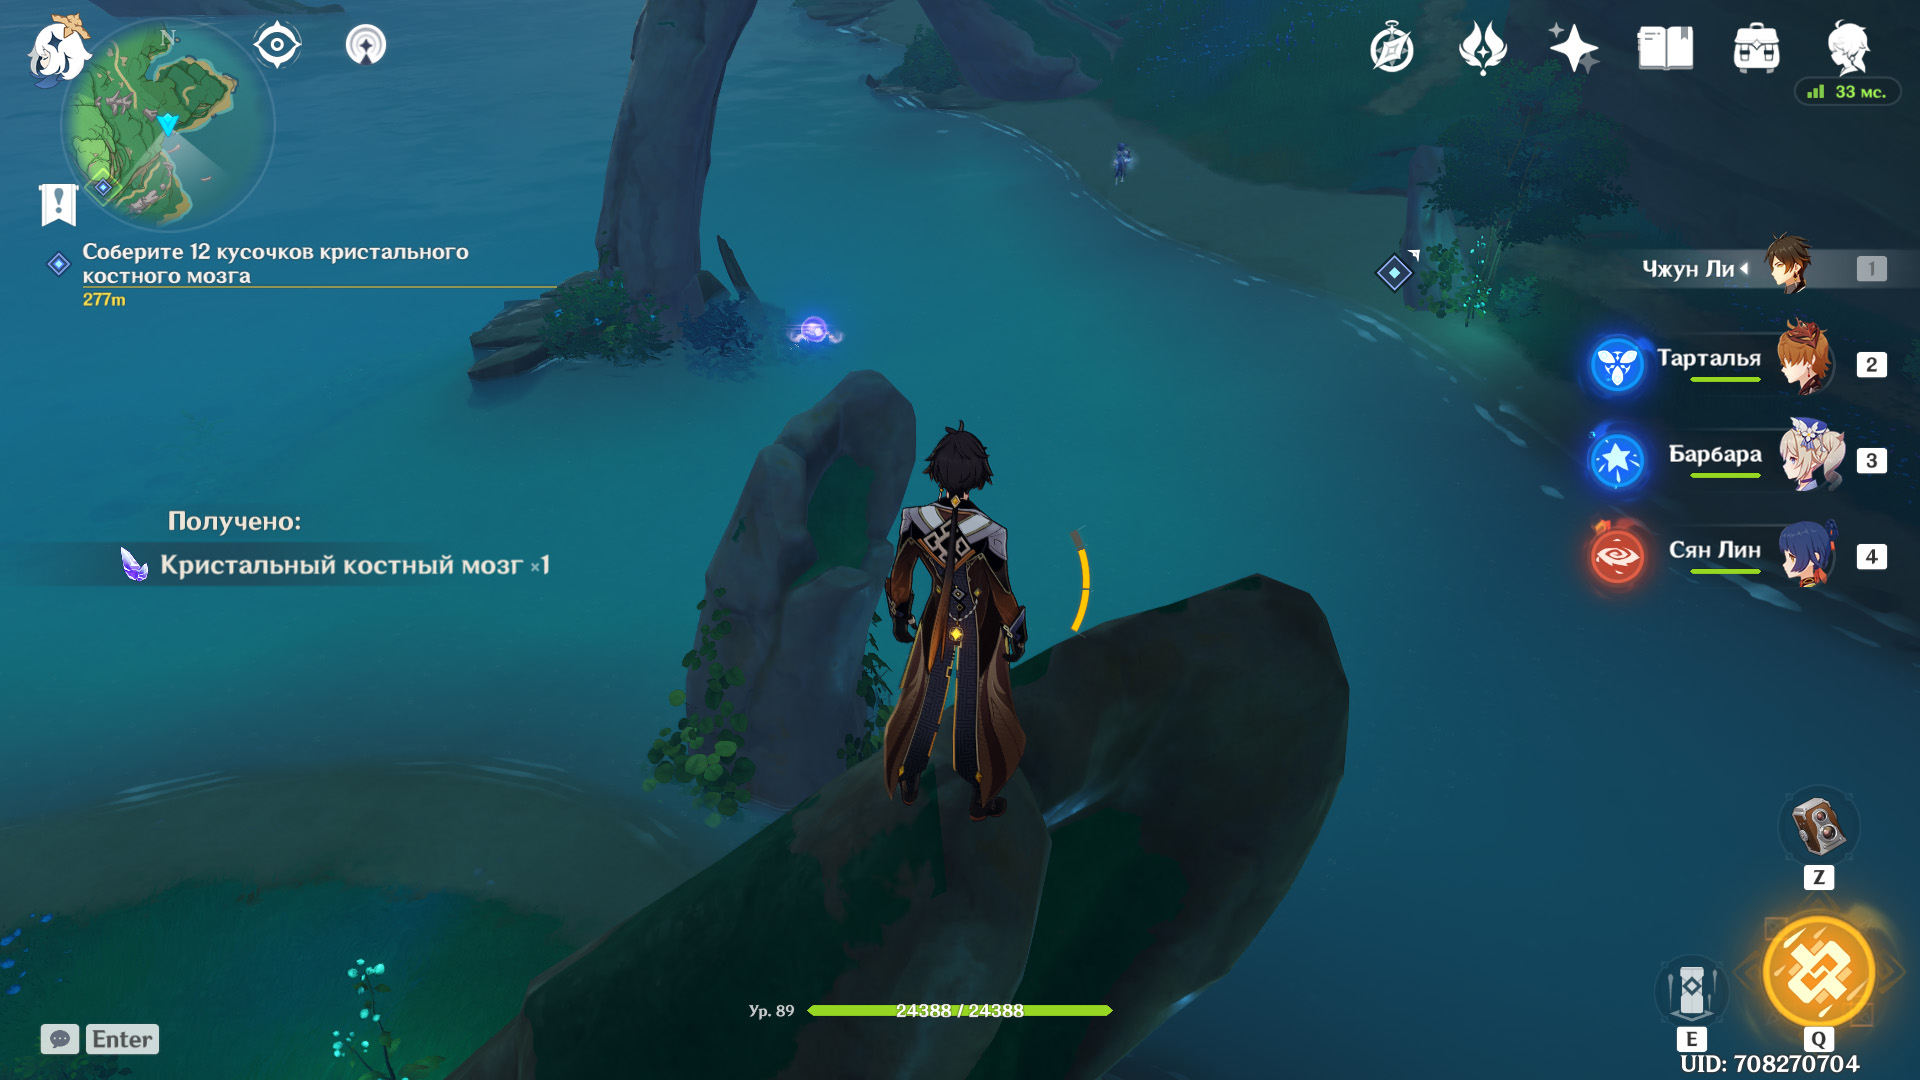 N
33 мс.
Соберите 12 кусочков кристального
костного мозга
277m
Чжун Ли
1
Тарталья
2
Барбара
3
Сян Лин
4
Получено:
Кристальный костный мозг ×1
Z
Ур. 89
24388 / 24388
Enter
E
Q
UID: 708270704